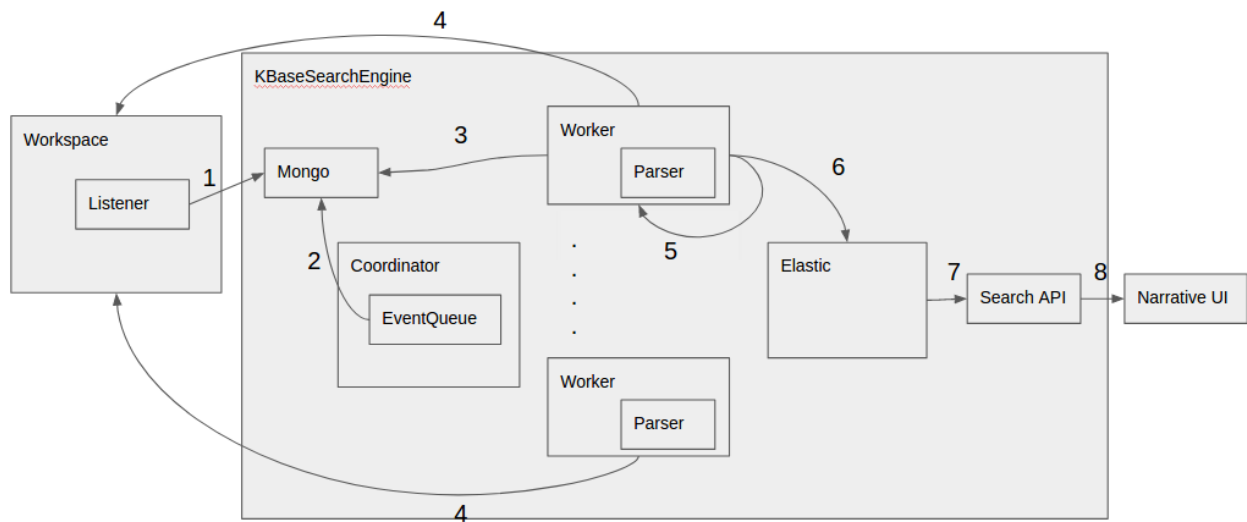 4
KBaseSearchEngine
Workspace
Listener
1
Mongo
3
Worker
Parser
6
5
2
Coordinator
EventQueue
.
.
.
.
Elastic
7
Search API
8
Narrative UI
Worker
Parser
4